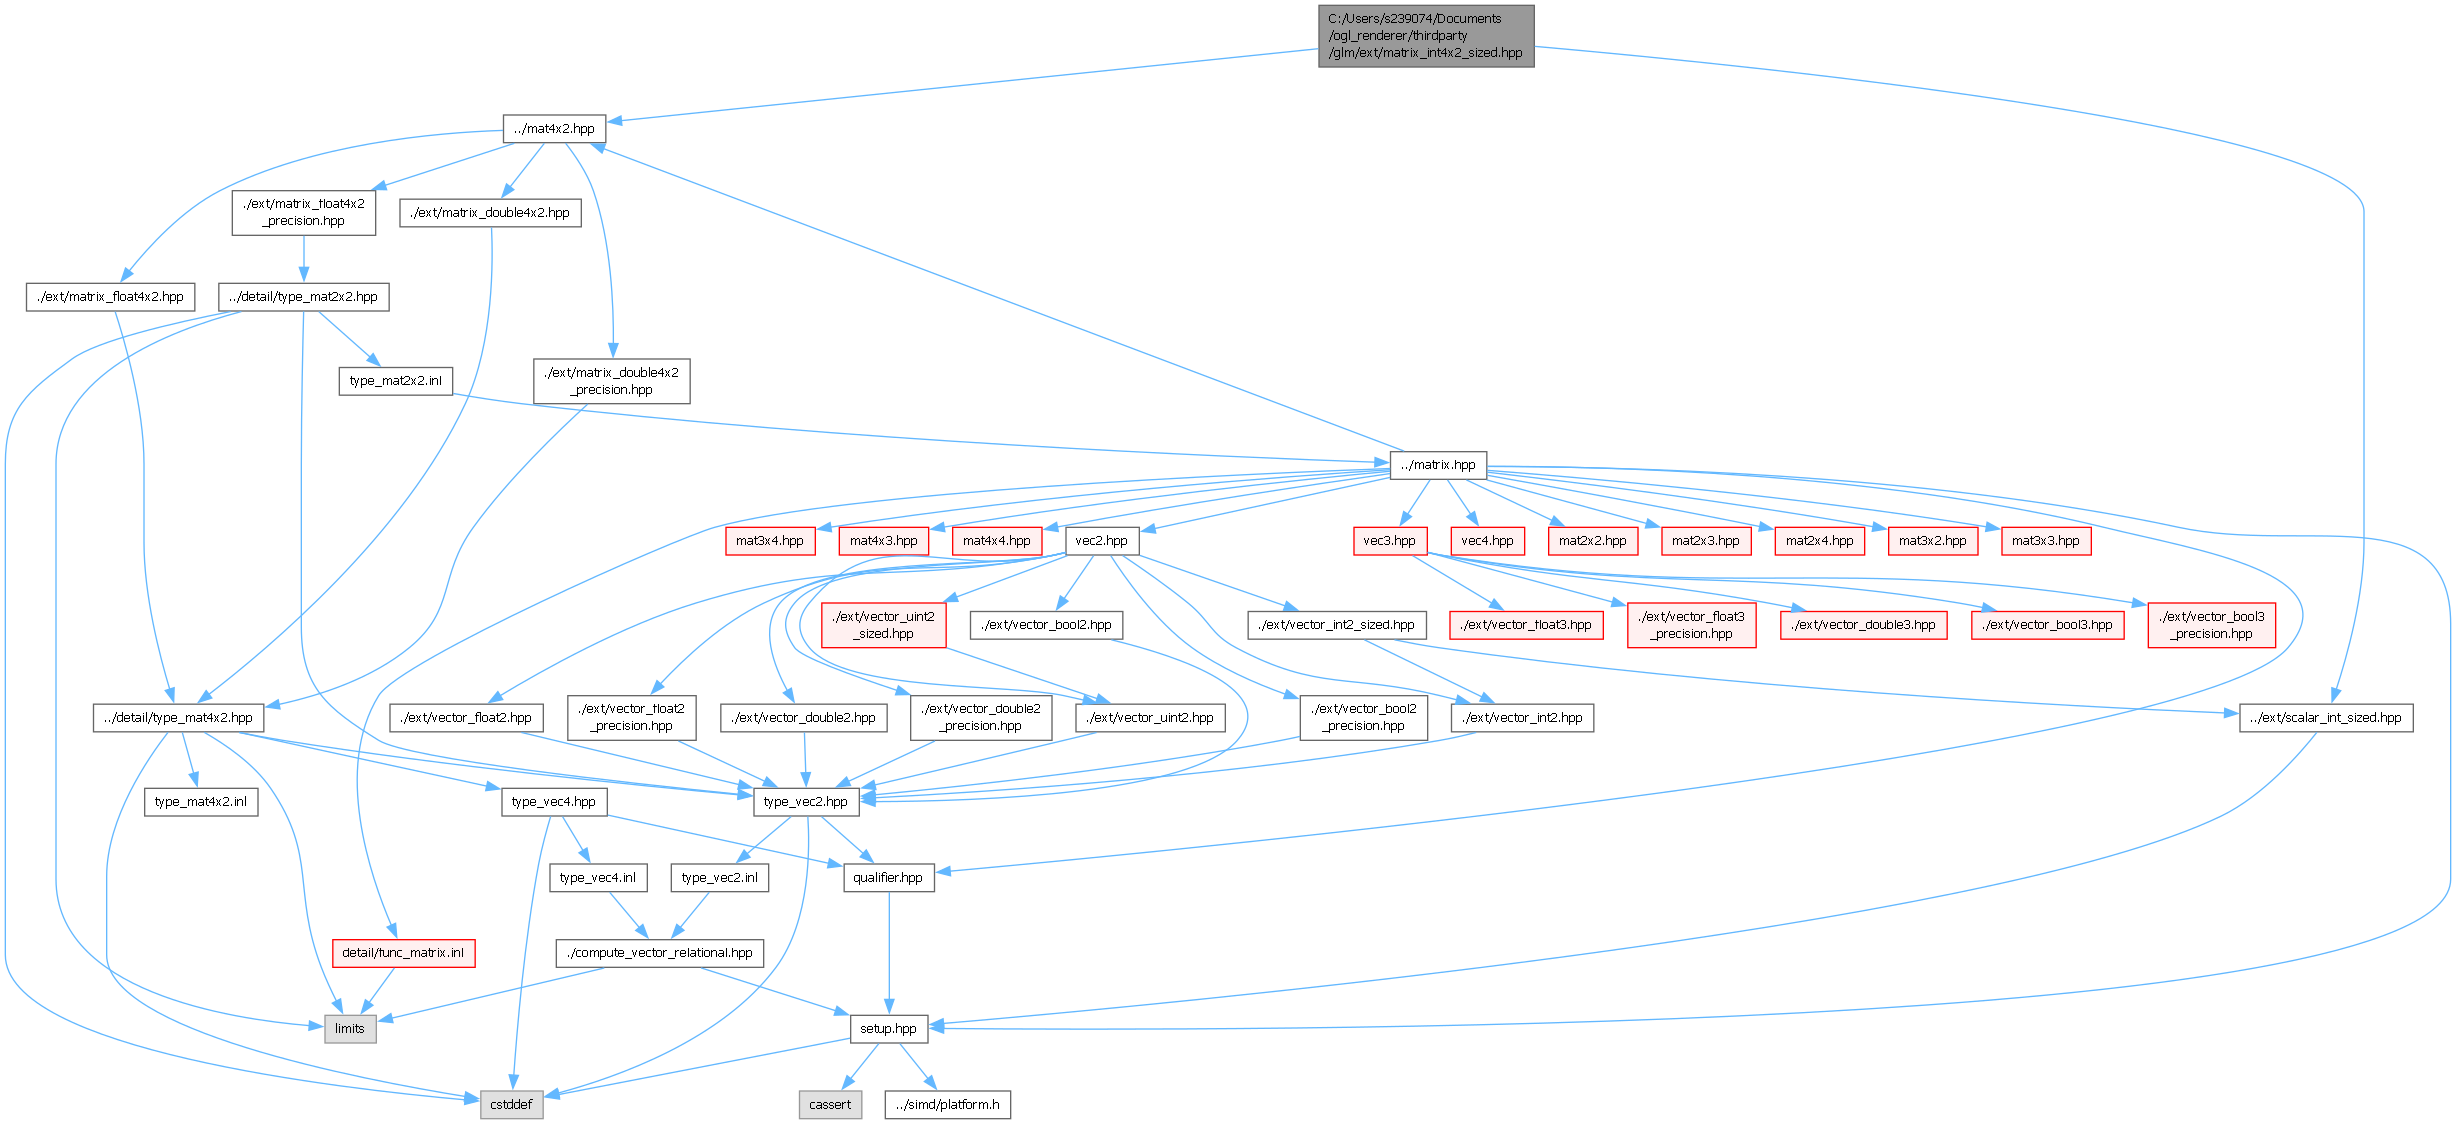 C:/Users/s239074/Documents
/ogl_renderer/thirdparty
/glm/ext/matrix_int4x2_sized.hpp
../mat4x2.hpp
./ext/matrix_float4x2
_precision.hpp
./ext/matrix_double4x2.hpp
./ext/matrix_float4x2.hpp
../detail/type_mat2x2.hpp
type_mat2x2.inl
./ext/matrix_double4x2
_precision.hpp
../matrix.hpp
mat3x4.hpp
mat4x3.hpp
mat4x4.hpp
vec2.hpp
vec3.hpp
vec4.hpp
mat2x2.hpp
mat2x3.hpp
mat2x4.hpp
mat3x2.hpp
mat3x3.hpp
./ext/vector_uint2
_sized.hpp
./ext/vector_bool2.hpp
./ext/vector_int2_sized.hpp
./ext/vector_float3.hpp
./ext/vector_float3
_precision.hpp
./ext/vector_double3.hpp
./ext/vector_bool3.hpp
./ext/vector_bool3
_precision.hpp
../detail/type_mat4x2.hpp
./ext/vector_float2.hpp
./ext/vector_float2
_precision.hpp
./ext/vector_double2.hpp
./ext/vector_double2
_precision.hpp
./ext/vector_uint2.hpp
./ext/vector_bool2
_precision.hpp
./ext/vector_int2.hpp
../ext/scalar_int_sized.hpp
type_mat4x2.inl
type_vec4.hpp
type_vec2.hpp
type_vec4.inl
type_vec2.inl
qualifier.hpp
detail/func_matrix.inl
./compute_vector_relational.hpp
limits
setup.hpp
cstddef
cassert
../simd/platform.h